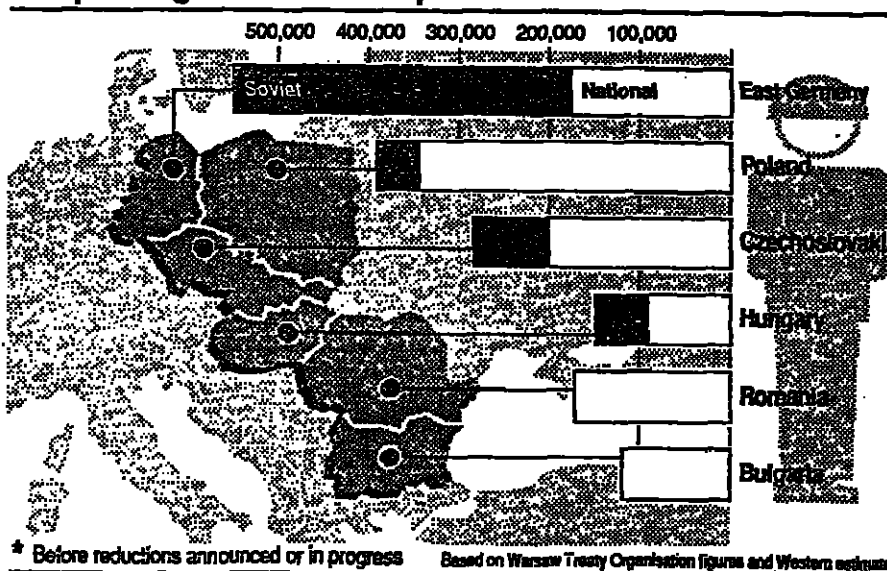 500,000 400,000 300,000 200,000 100,000
Soviet National East Germany
Poland
Czechoslovaki
Hungary
Romania
Bulgaria
* Before reductions announced or in progress Based on Warsaw Treaty Organisation figures and Western